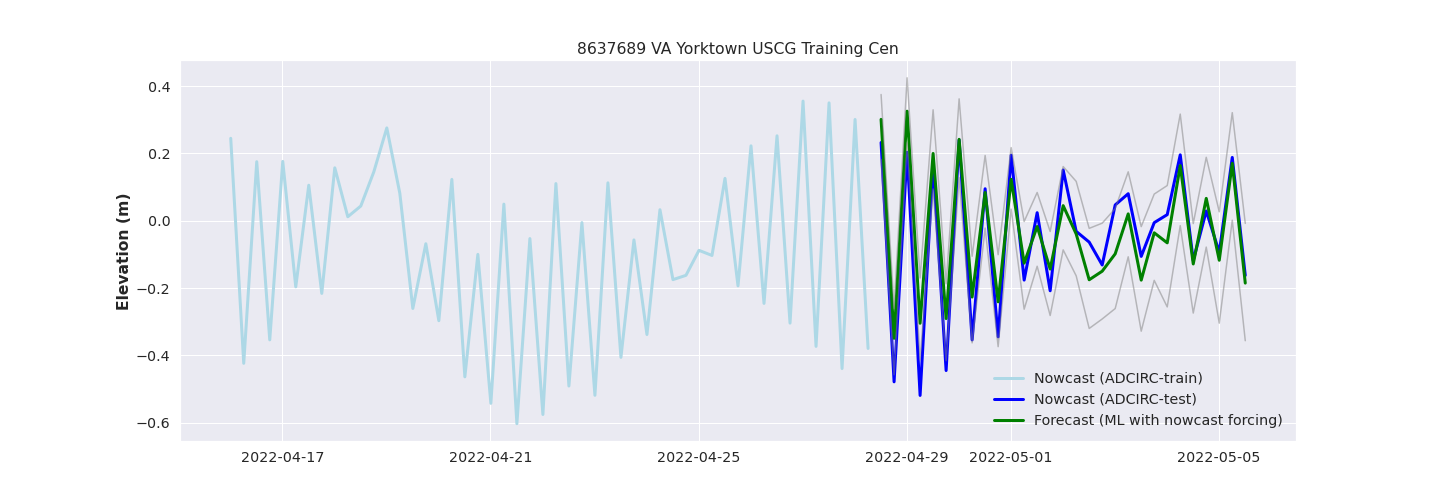 8637689 VA Yorktown USCG Training Cen
Elevation (m)
0.4
0.2
0.0
−0.2
−0.4
−0.6
2022-04-17
2022-04-21
2022-04-25
2022-04-29
2022-05-01
2022-05-05
Nowcast (ADCIRC-train)
Nowcast (ADCIRC-test)
Forecast (ML with nowcast forcing)